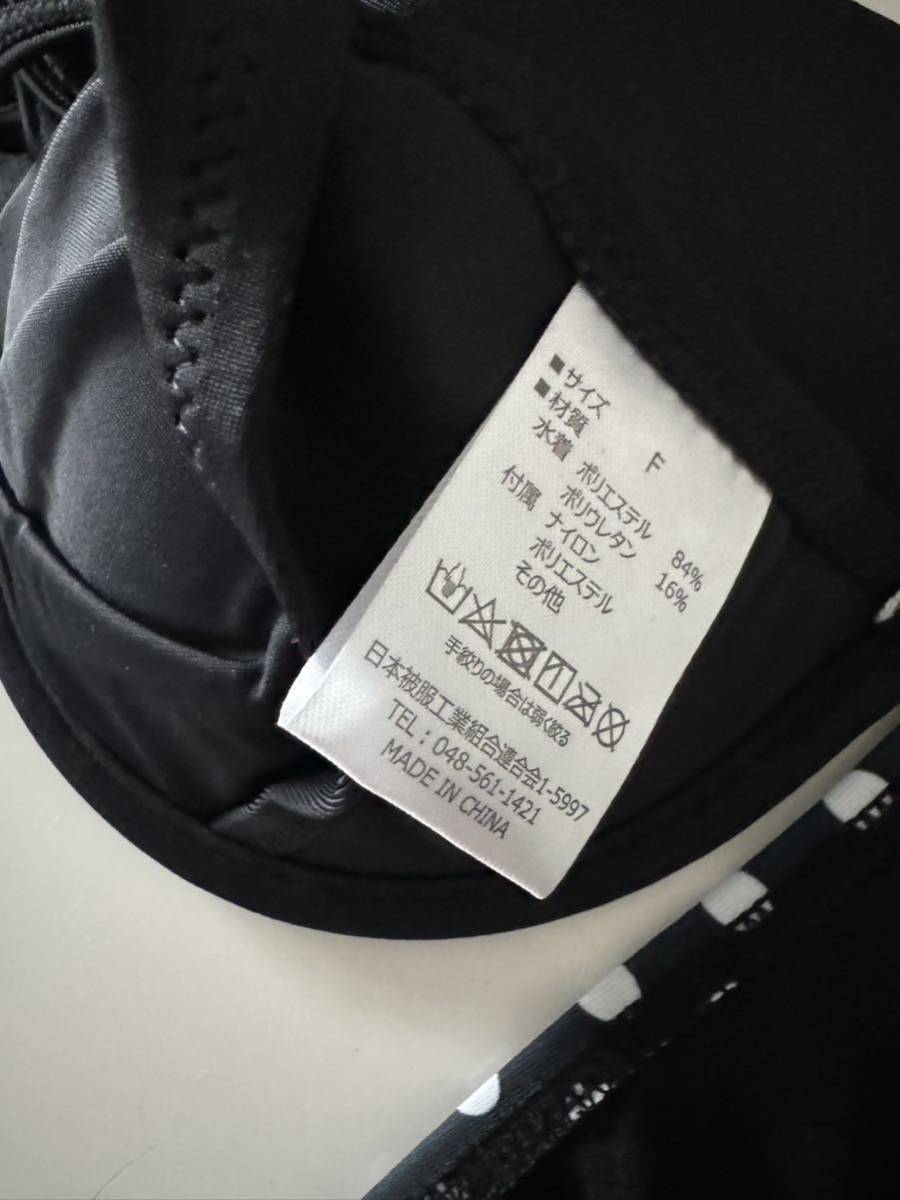 ■サイズ
F
■材質
水着 ポリエステル 84%
ポリウレタン 16%
付属 ナイロン
ポリエステル
その他
手絞りの場合は弱く絞る
日本被服工業組合連合会1-5997
TEL：048-561-1421
MADE IN CHINA